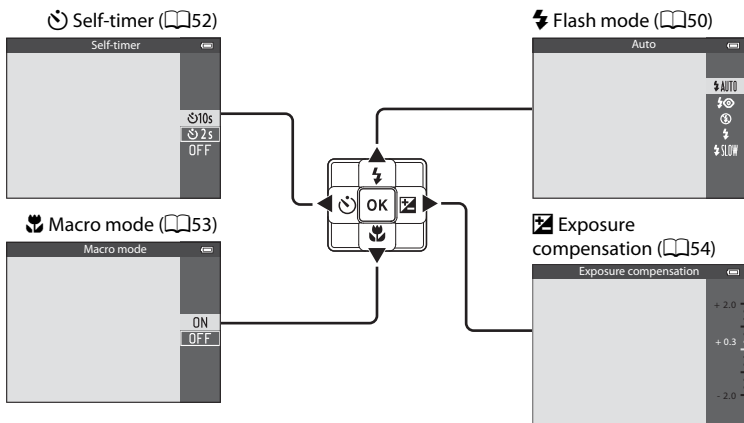 Self-timer (52)
Self-timer
10s
2s
OFF
Flash mode (50)
Auto
AUTO
SLOW
OK
Macro mode (53)
Macro mode
ON
OFF
Exposure
compensation (54)
Exposure compensation
+ 2.0
+ 0.3
- 2.0